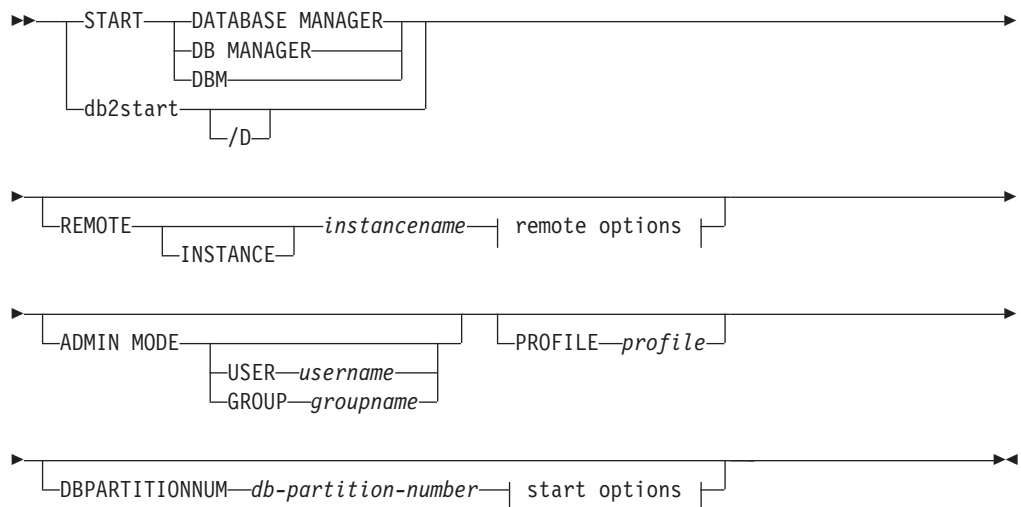 START DATABASE MANAGER
DB MANAGER
DBM
db2start
/D
REMOTE instancename remote options
INSTANCE
ADMIN MODE PROFILE profile
USER username
GROUP groupname
DBPARTITIONNUM db-partition-number start options